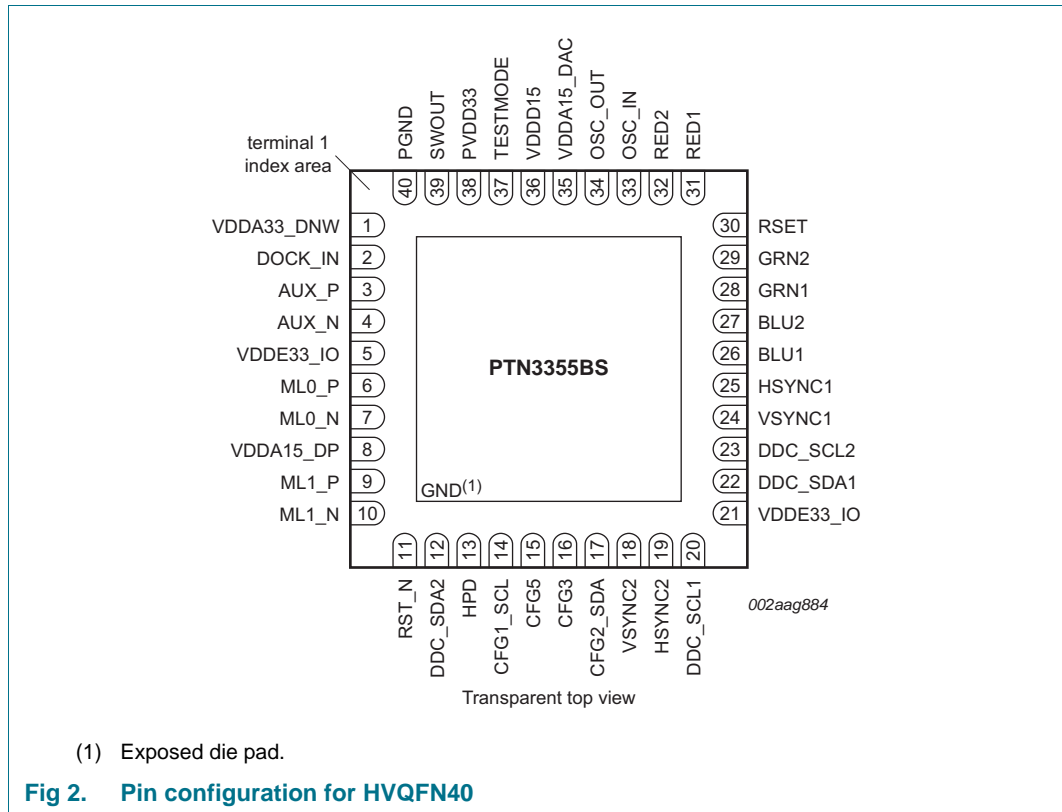 PGND
SWOUT
PVDD33
TESTMODE
VDDD15
VDDA15_DAC
OSC_OUT
OSC_IN
RED2
RED1
terminal 1
index area
40
39
38
37
36
35
34
33
32
31
VDDA33_DNW 1
DOCK_IN 2
AUX_P 3
AUX_N 4
VDDE33_IO 5
ML0_P 6
ML0_N 7
VDDA15_DP 8
ML1_P 9
ML1_N 10
PTN3355BS
GND(1)
30 RSET
29 GRN2
28 GRN1
27 BLU2
26 BLU1
25 HSYNC1
24 VSYNC1
23 DDC_SCL2
22 DDC_SDA1
21 VDDE33_IO
11
12
13
14
15
16
17
18
19
20
RST_N
DDC_SDA2
HPD
CFG1_SCL
CFG5
CFG3
CFG2_SDA
VSYNC2
HSYNC2
DDC_SCL1
002aag884
Transparent top view
(1) Exposed die pad.
Fig 2. Pin configuration for HVQFN40